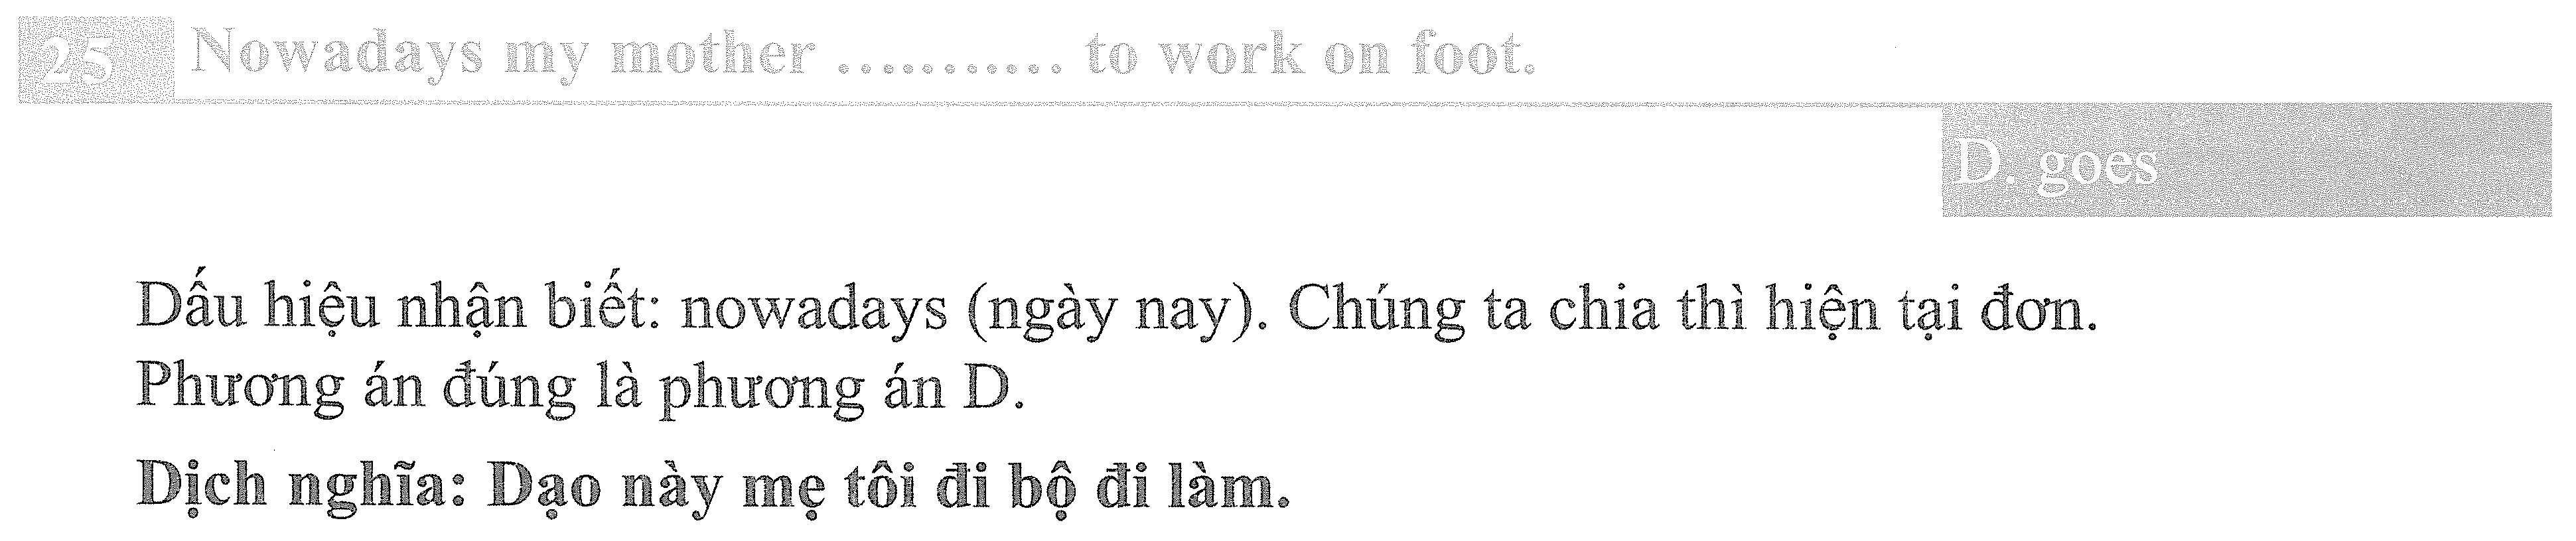 25 Nowadays my mother ........... to work on foot.
D. goes
Dấu hiệu nhận biết: nowadays (ngày nay). Chúng ta chia thì hiện tại đơn.
Phương án đúng là phương án D.
Dịch nghĩa: Dạo này mẹ tôi đi bộ đi làm.